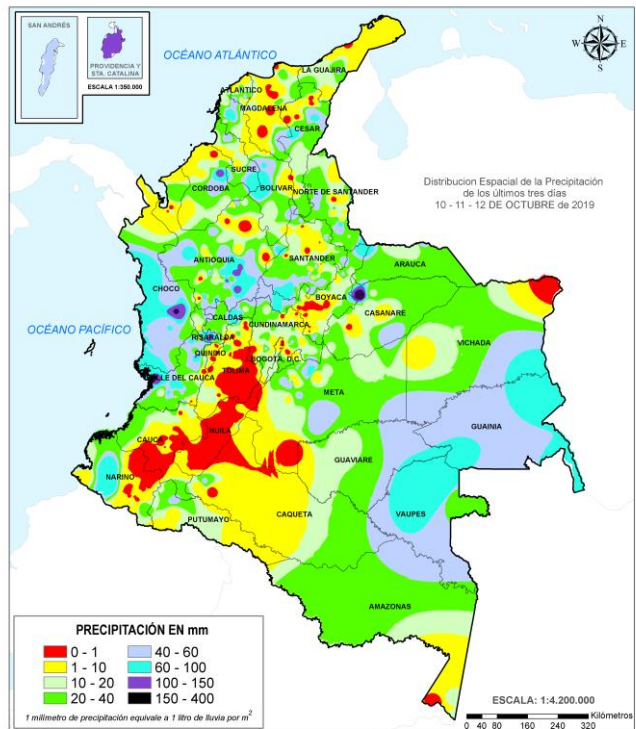 SAN ANDRÉS
PROVIDENCIA Y
STA. CATALINA
ESCALA 1:350.000
OCÉANO ATLÁNTICO
N
W E
S
LA GUAJIRA
ATLANTICO
MAGDALENA
CESAR
SUCRE
CORDOBA
BOLIVAR
NORTE DE SANTANDER
Distribucion Espacial de la Precipitación
de los últimos tres días
10 - 11 - 12 DE OCTUBRE de 2019
ANTIOQUIA
SANTANDER
ARAUCA
CHOCO
BOYACA
CASANARE
OCÉANO PACÍFICO
CALDAS
CUNDINAMARCA
RISARALDA
VICHADA
QUINDIO
BOGOTA, D.C.
TOLIMA
VALLE DEL CAUCA
META
GUAINIA
HUILA
CAUCA
GUAVIARE
NARIÑO
VAUPES
CAQUETA
PUTUMAYO
AMAZONAS
PRECIPITACIÓN EN mm
0 - 1 40 - 60
1 - 10 60 - 100
10 - 20 100 - 150
20 - 40 150 - 400
1 milimetro de precipitación equivale a 1 litro de lluvia por m²
ESCALA: 1:4.200.000
Kilómetros
0 40 80 160 240 320